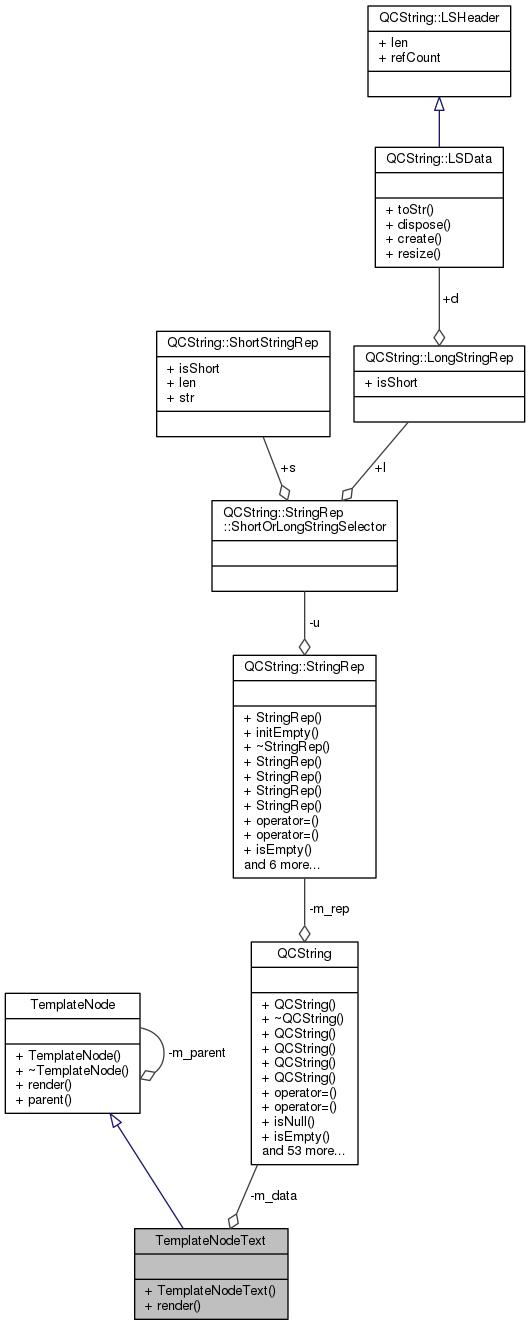 QCString::LSHeader
+ len
+ refCount
QCString::LSData
+ toStr()
+ dispose()
+ create()
+ resize()
+d
QCString::ShortStringRep
+ isShort
+ len
+ str
QCString::LongStringRep
+ isShort
+s
+l
QCString::StringRep
::ShortOrLongStringSelector
-u
QCString::StringRep
+ StringRep()
+ initEmpty()
+ ~StringRep()
+ StringRep()
+ StringRep()
+ StringRep()
+ StringRep()
+ operator=()
+ operator=()
+ isEmpty()
and 6 more...
-m_rep
QCString
+ QCString()
+ ~QCString()
+ QCString()
+ QCString()
+ QCString()
+ QCString()
+ operator=()
+ operator=()
+ isNull()
+ isEmpty()
and 53 more...
TemplateNode
+ TemplateNode()
+ ~TemplateNode()
+ render()
+ parent()
-m_parent
-m_data
TemplateNodeText
+ TemplateNodeText()
+ render()